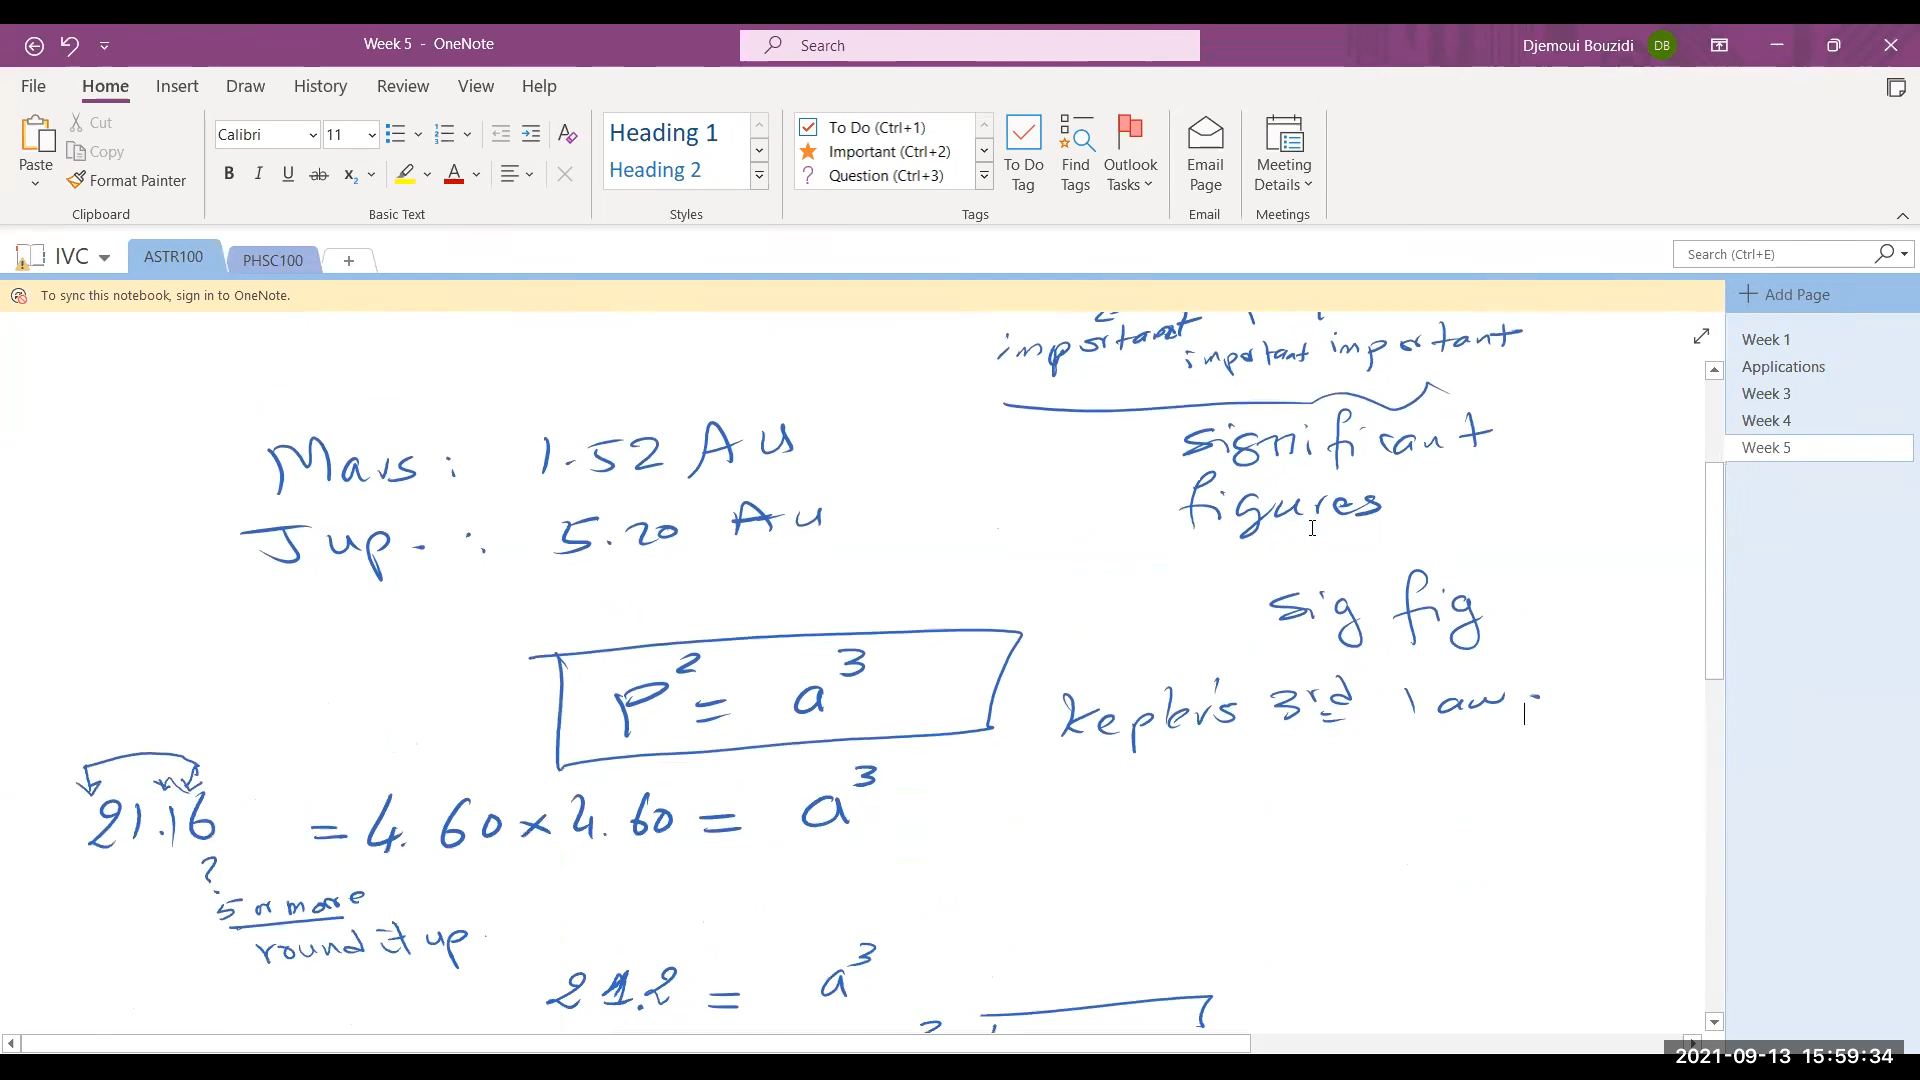 Week 5 - OneNote
Search
Djemoui Bouzidi
DB
File Home Insert Draw History Review View Help
Paste
Cut
Copy
Format Painter
Clipboard
Calibri 11
B I U ab x₂ A
Basic Text
Heading 1
Heading 2
Styles
To Do (Ctrl+1)
Important (Ctrl+2)
Question (Ctrl+3)
To Do Tag
Find Tags
Outlook Tasks
Tags
Email Page
Email
Meeting Details
Meetings
IVC
ASTR100
PHSC100
+
Search (Ctrl+E)
To sync this notebook, sign in to OneNote.
Add Page
Week 1
Applications
Week 3
Week 4
Week 5
important important important
significant
figures
Mars : 1.52 AU
Jup. : 5.20 AU
sig fig
P² = a³
Kepler's 3rd law :
21.16 = 4.60 × 4.60 = a³
?
5 or more
round it up
21.2 = a³
2021-09-13 15:59:34